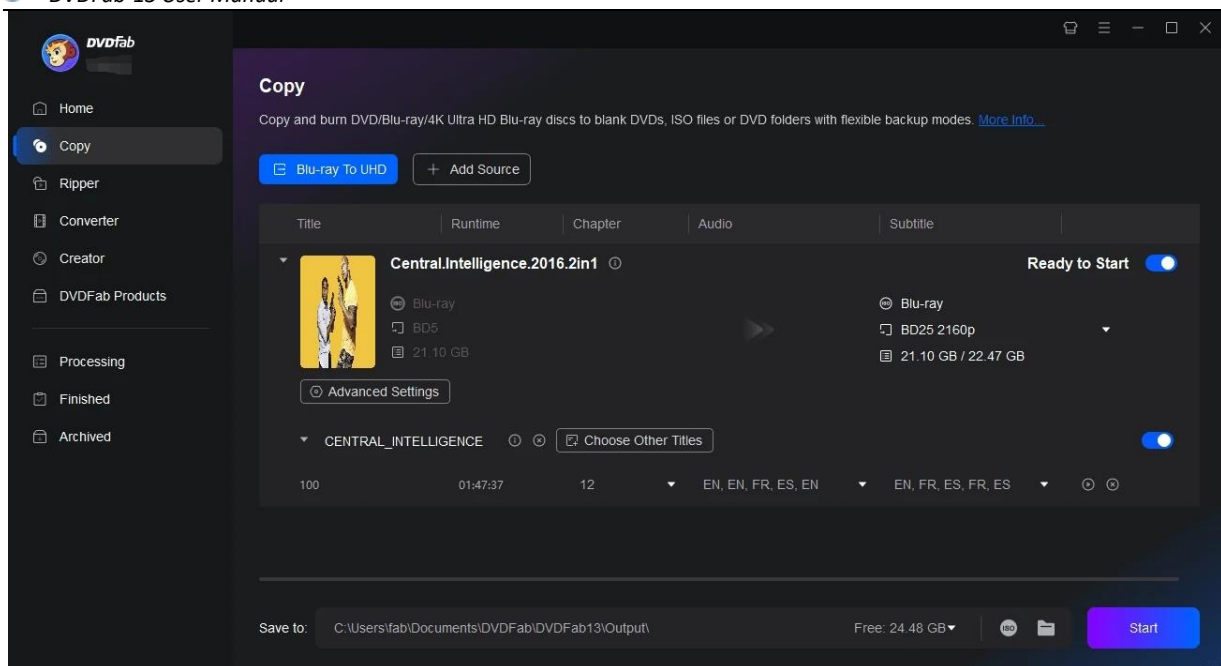 DVDFab 13 User Manual
DVDFab
Home
Copy
Ripper
Converter
Creator
DVDFab Products
Processing
Finished
Archived
Copy
Copy and burn DVD/Blu-ray/4K Ultra HD Blu-ray discs to blank DVDs, ISO files or DVD folders with flexible backup modes. More Info...
Blu-ray To UHD
Add Source
Title Runtime Chapter Audio Subtitle
Central.Intelligence.2016.2in1 Ready to Start
Blu-ray Blu-ray
BD5 BD25 2160p
21.10 GB 21.10 GB / 22.47 GB
Advanced Settings
CENTRAL_INTELLIGENCE Choose Other Titles
100 01:47:37 12 EN, EN, FR, ES, EN EN, FR, ES, FR, ES
Save to: C:\Users\fab\Documents\DVDFab\DVDFab13\Output\ Free: 24.48 GB ISO Start